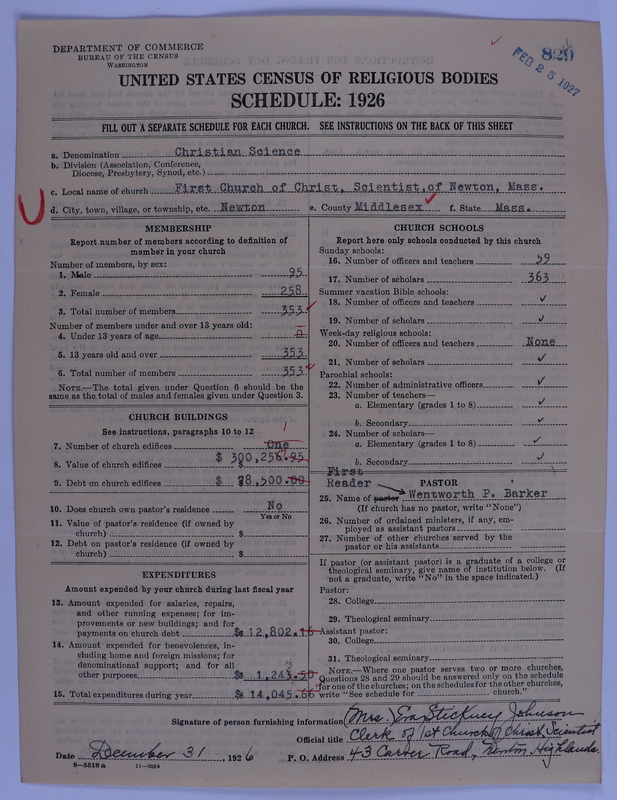 DEPARTMENT OF COMMERCE
BUREAU OF THE CENSUS
WASHINGTON
829
FEB 25 1927
UNITED STATES CENSUS OF RELIGIOUS BODIES
SCHEDULE: 1926
FILL OUT A SEPARATE SCHEDULE FOR EACH CHURCH. SEE INSTRUCTIONS ON THE BACK OF THIS SHEET
a. Denomination Christian Science
b. Division (Association, Conference, Diocese, Presbytery, Synod, etc.)
c. Local name of church First Church of Christ, Scientist, of Newton, Mass.
d. City, town, village, or township, etc. Newton e. County Middlesex ✓ f. State Mass.
MEMBERSHIP
Report number of members according to definition of
member in your church
Number of members, by sex:
1. Male 95
2. Female 258
3. Total number of members 353 ✓
Number of members under and over 13 years old:
4. Under 13 years of age 0
5. 13 years old and over 353
6. Total number of members 353 ✓
NOTE.—The total given under Question 6 should be
same as the total of males and females given under Question 3.
CHURCH BUILDINGS
See instructions, paragraphs 10 to 12
7. Number of church edifices One 1
8. Value of church edifices $ 300,256.95
9. Debt on church edifices $ 38,500.00
10. Does church own pastor's residence No
Yes or No
11. Value of pastor's residence (if owned by
church) $
12. Debt on pastor's residence (if owned by
church) $
EXPENDITURES
Amount expended by your church during last fiscal year
13. Amount expended for salaries, repairs,
and other running expenses; for im-
provements or new buildings; and for
payments on church debt $ 12,802.16
14. Amount expended for benevolences, in-
cluding home and foreign missions; for
denominational support; and for all
other purposes $ 1,243.50
15. Total expenditures during year $ 14,045.66
CHURCH SCHOOLS
Report here only schools conducted by this church
Sunday schools:
16. Number of officers and teachers 59
17. Number of scholars 363
Summer vacation Bible schools:
18. Number of officers and teachers ✓
19. Number of scholars ✓
Week-day religious schools:
20. Number of officers and teachers None
21. Number of scholars ✓
Parochial schools:
22. Number of administrative officers ✓
23. Number of teachers—
a. Elementary (grades 1 to 8) ✓
b. Secondary ✓
24. Number of scholars—
a. Elementary (grades 1 to 8) ✓
b. Secondary ✓
First
Reader
PASTOR
25. Name of pastor Wentworth P. Barker
(If church has no pastor, write "None")
26. Number of ordained ministers, if any, em-
ployed as assistant pastors
27. Number of other churches served by the
pastor or his assistants
If pastor (or assistant pastor) is a graduate of a college or
theological seminary, give name of institution below. (If
not a graduate, write "No" in the space indicated.)
Pastor:
28. College
29. Theological seminary
Assistant pastor:
30. College
31. Theological seminary
NOTE.—Where one pastor serves two or more churches,
Questions 28 and 29 should be answered only on the schedule
for one of the churches; on the schedules for the other churches,
write "See schedule for church."
Signature of person furnishing information (Mrs.) Eva Stickney Johnson
Official title Clerk of 1st Church of Christ, Scientist
Date December 31, 1926 P. O. Address 43 Carver Road, Newton Highlands.
8—5518a 11—9064